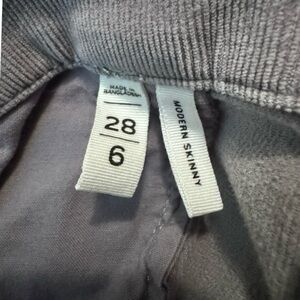 MADE IN
BANGLADESH
28
6
MODERN SKINNY